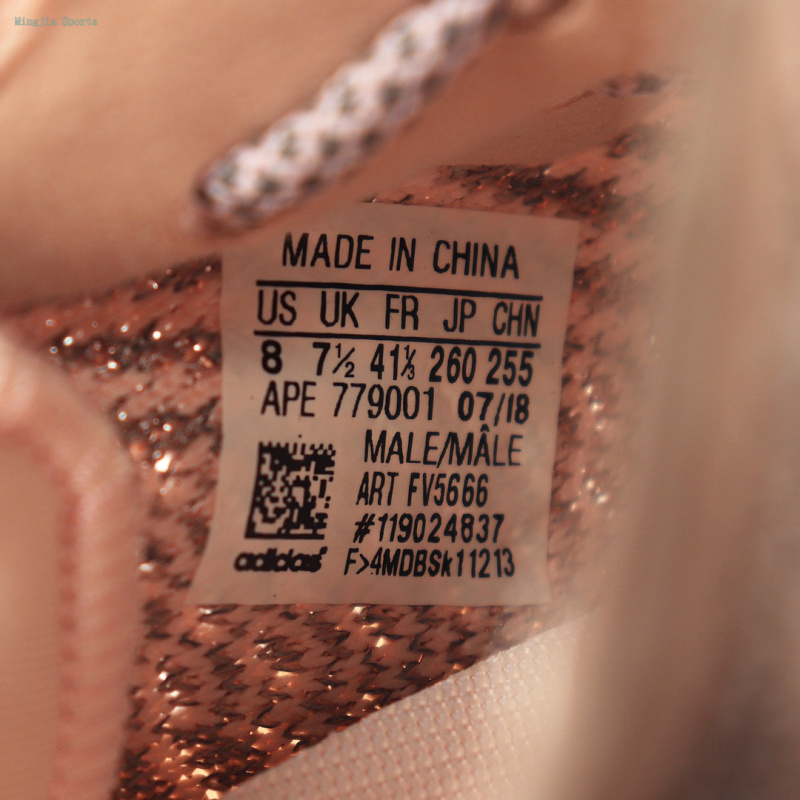 Mingjia Sports
MADE IN CHINA
US UK FR JP CHN
8 7½ 41⅓ 260 255
APE 779001 07/18
MALE/MÂLE
ART FV5666
#119024837
adidas F>4MDBSk11213